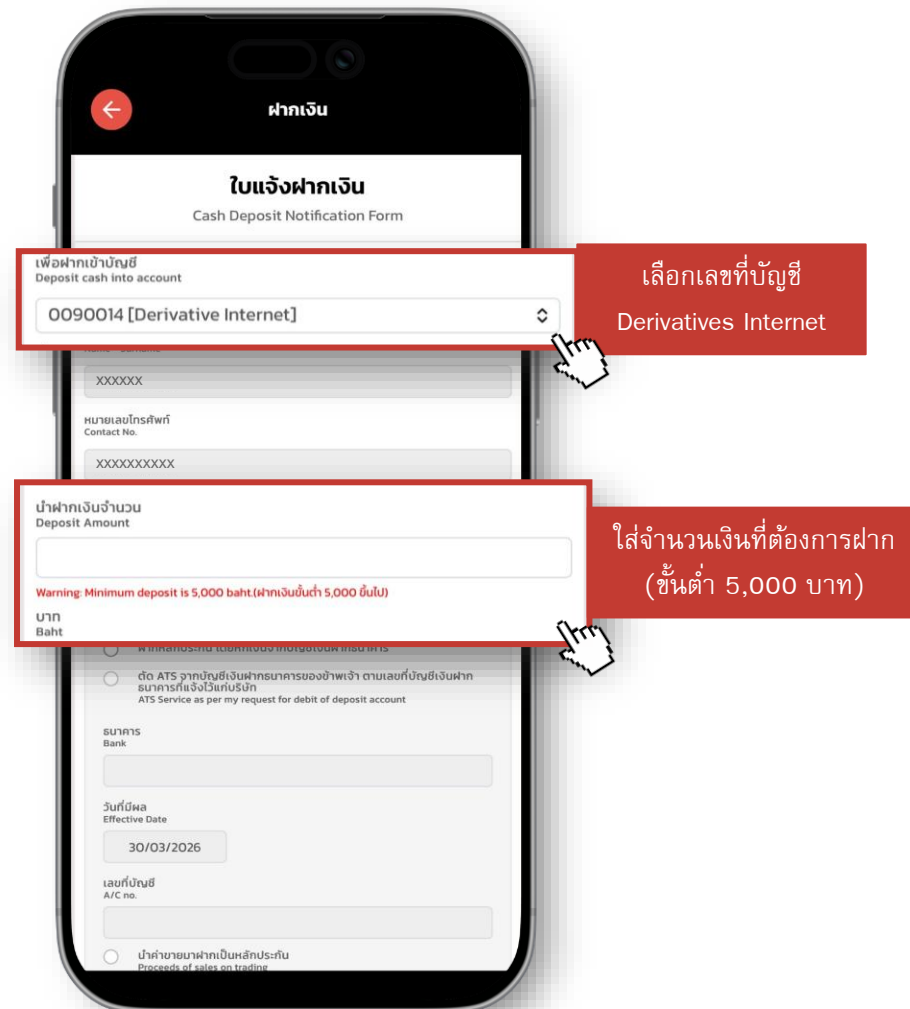 ฝากเงิน
ใบแจ้งฝากเงิน
Cash Deposit Notification Form
เพื่อฝากเข้าบัญชี
Deposit cash into account
0090014 [Derivative Internet]
เลือกเลขที่บัญชี
Derivatives Internet
XXXXXX
หมายเลขโทรศัพท์
Contact No.
XXXXXXXXXX
นำฝากเงินจำนวน
Deposit Amount
Warning: Minimum deposit is 5,000 baht.(ฝากเงินขั้นต่ำ 5,000 ขึ้นไป)
บาท
Baht
ใส่จำนวนเงินที่ต้องการฝาก
(ขั้นต่ำ 5,000 บาท)
ตัด ATS จากบัญชีเงินฝากธนาคารของข้าพเจ้า ตามเลขที่บัญชีเงินฝาก
ธนาคารที่แจ้งไว้แก่บริษัท
ATS Service as per my request for debit of deposit account
ธนาคาร
Bank
วันที่มีผล
Effective Date
30/03/2026
เลขที่บัญชี
A/C no.
นำค่าขายมาฝากเป็นหลักประกัน
Proceeds of sales on trading